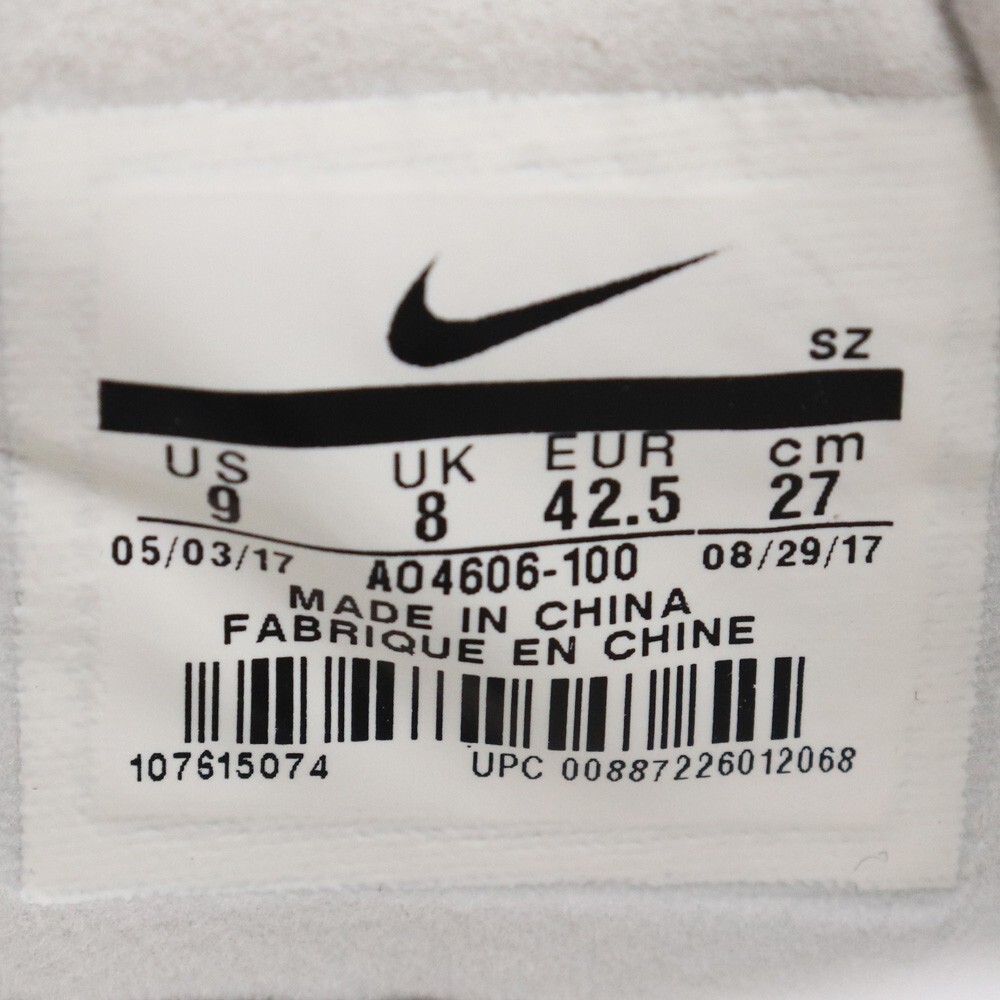 SZ
US UK EUR cm
9 8 42.5 27
05/03/17 AO4606-100 08/29/17
MADE IN CHINA
FABRIQUE EN CHINE
107615074 UPC 00887226012068